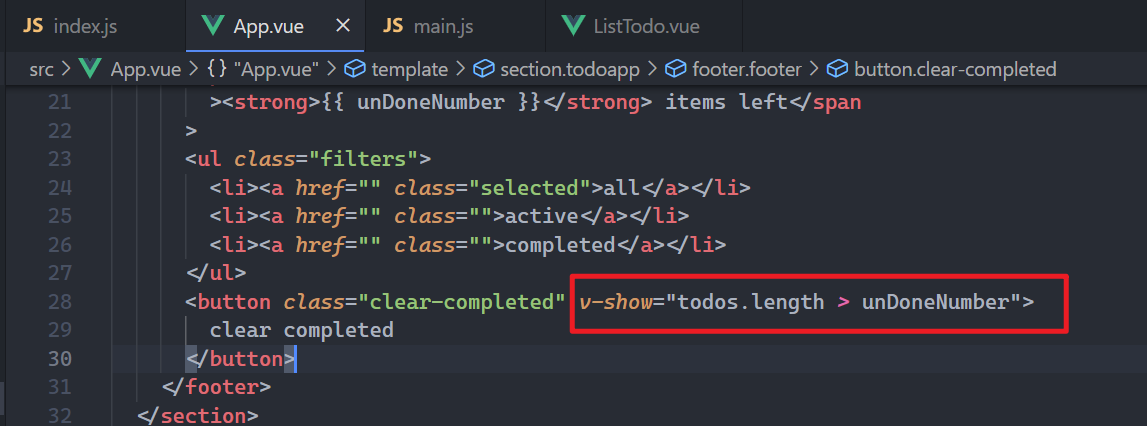 JS index.js App.vue × JS main.js ListTodo.vue
src > App.vue > {} "App.vue" > template > section.todoapp > footer.footer > button.clear-completed
21 ><strong>{{ unDoneNumber }}</strong> items left</span
22 >
23 <ul class="filters">
24 <li><a href="" class="selected">all</a></li>
25 <li><a href="" class="">active</a></li>
26 <li><a href="" class="">completed</a></li>
27 </ul>
28 <button class="clear-completed" v-show="todos.length > unDoneNumber">
29 clear completed
30 </button>
31 </footer>
32 </section>